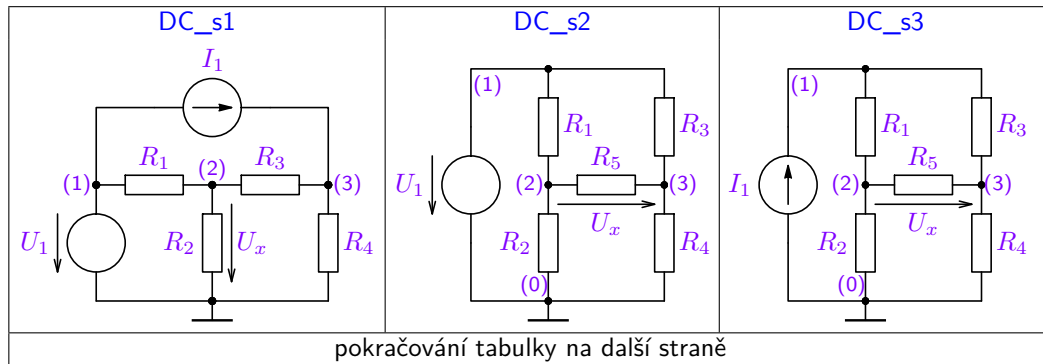 DC_s1
I1
R1
(2)
R3
(1)
(3)
U1
R2
Ux
R4
DC_s2
(1)
R1
R3
R5
U1
(2)
(3)
Ux
R2
R4
(0)
DC_s3
(1)
R1
R3
R5
I1
(2)
(3)
Ux
R2
R4
(0)
pokračování tabulky na další straně